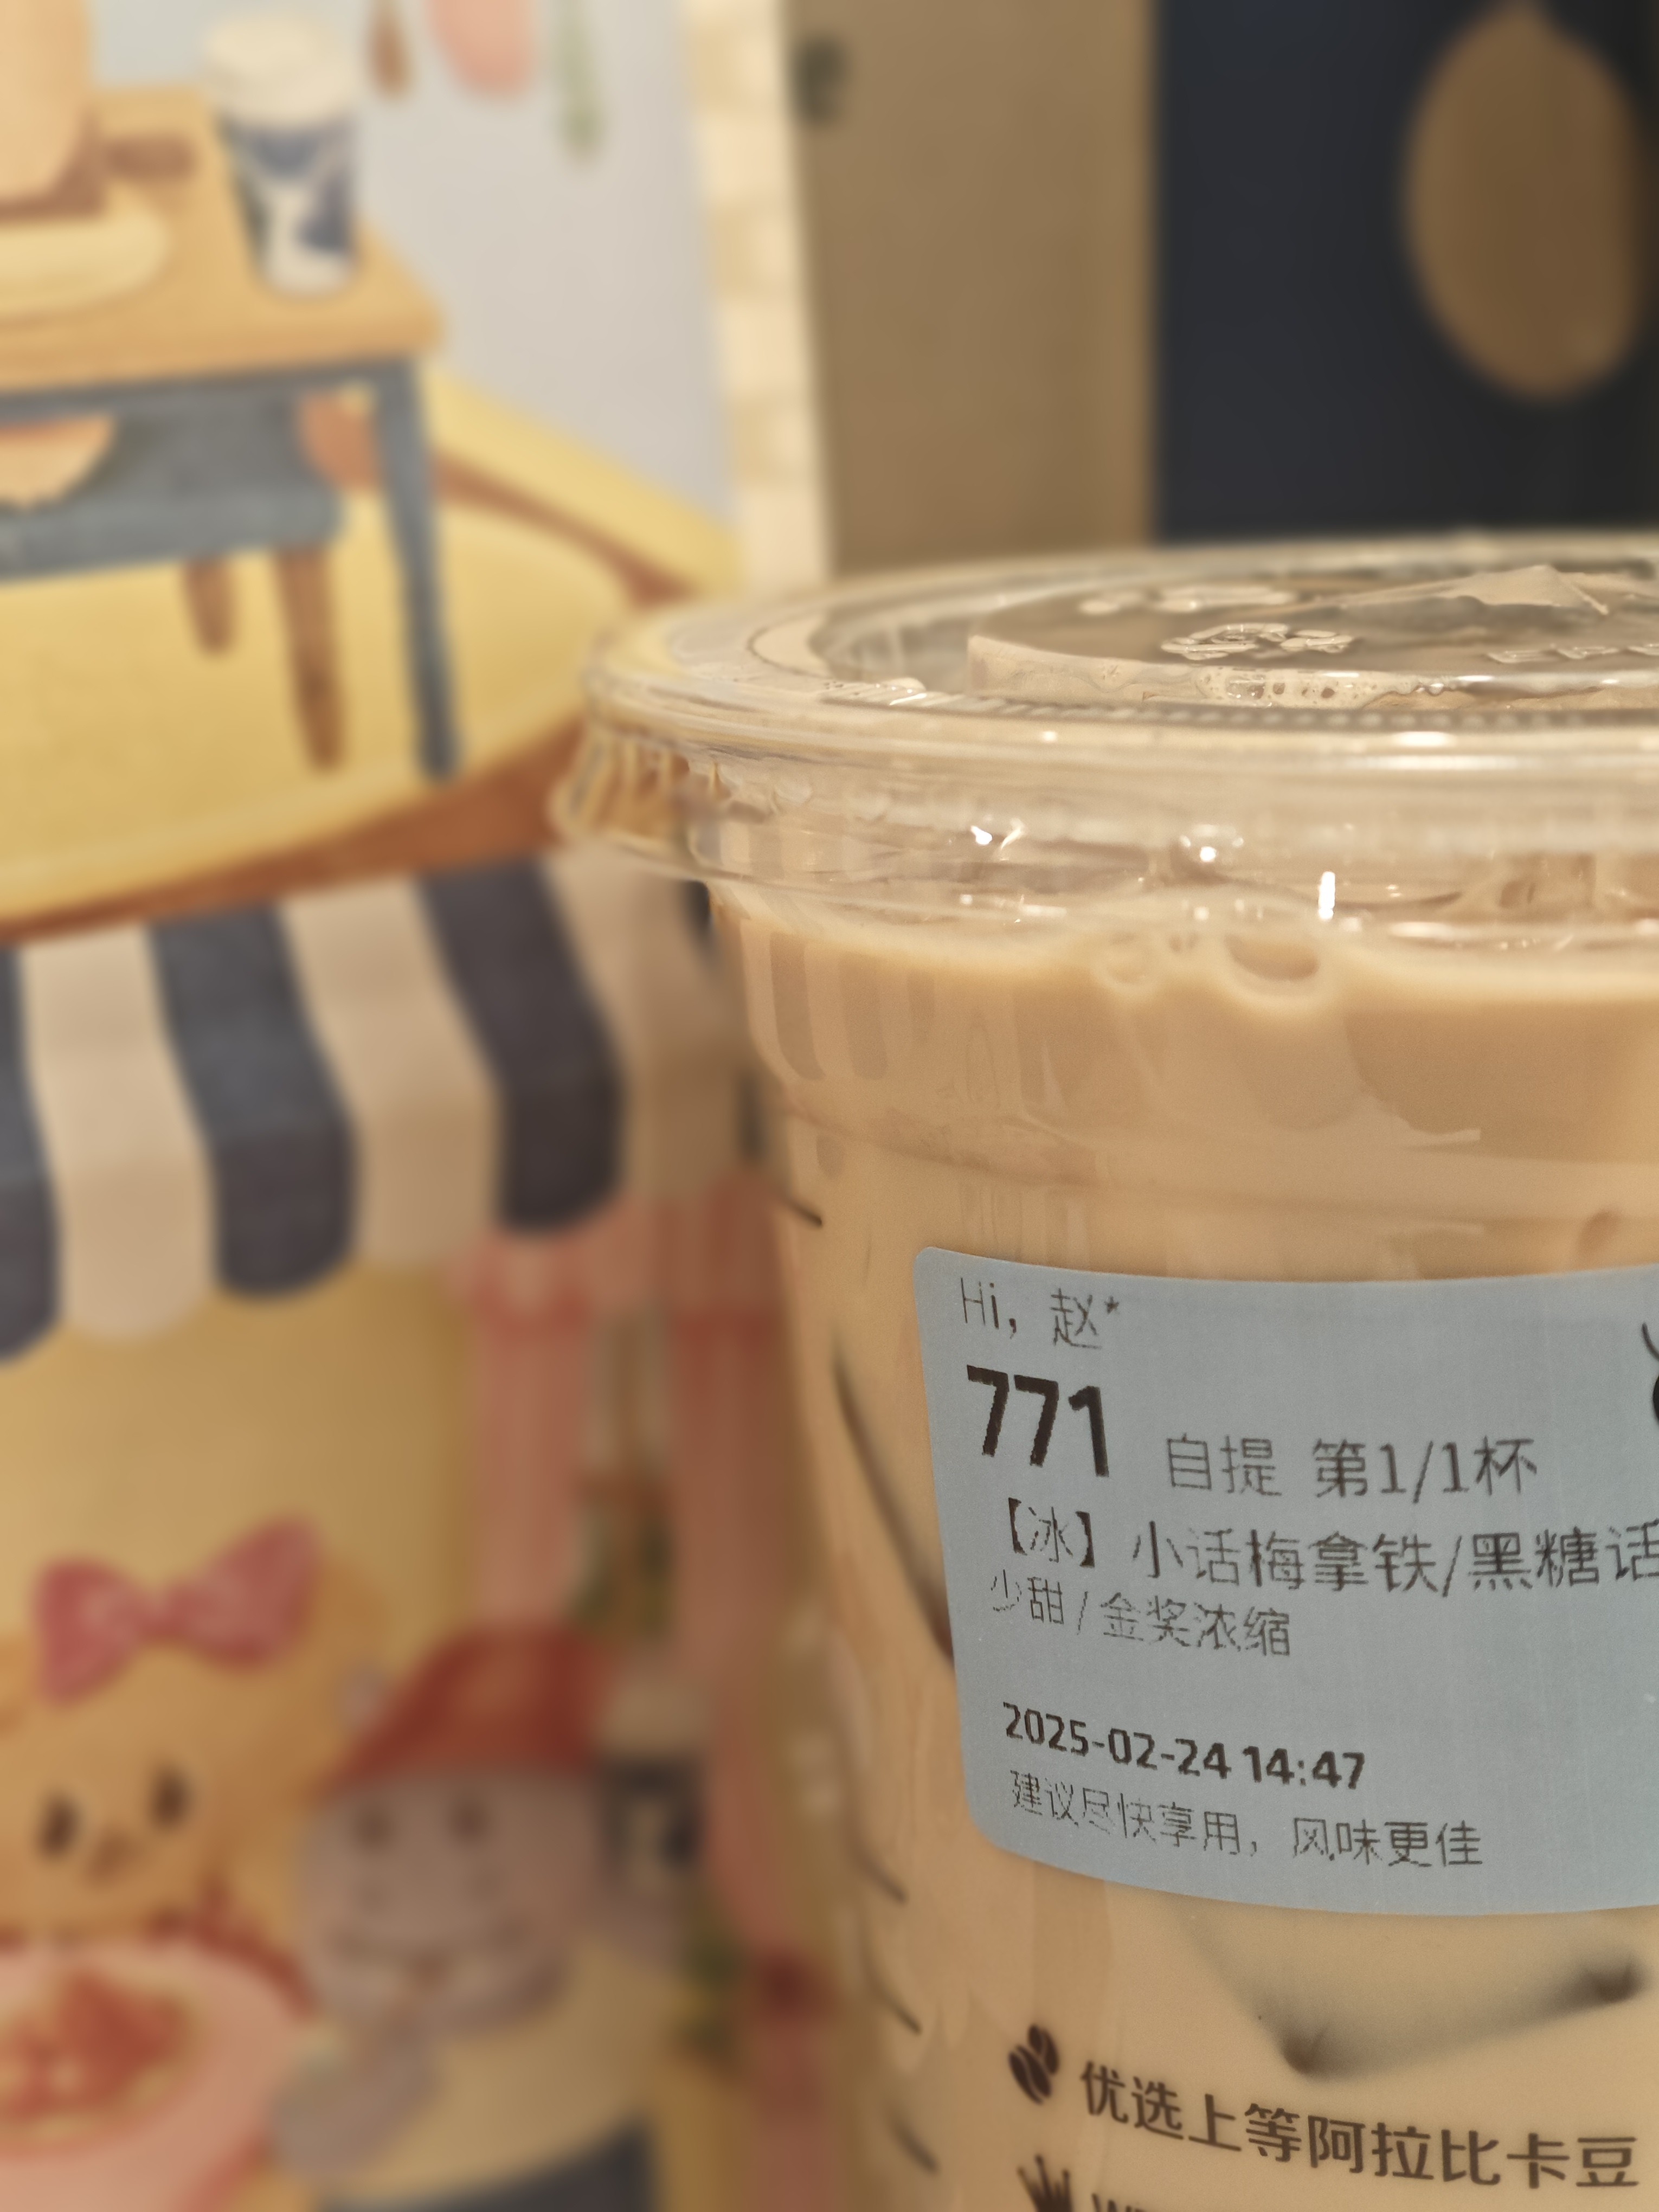 Hi, 赵*
771 自提 第1/1杯
【冰】小话梅拿铁/黑糖话
少甜/金奖浓缩
2025-02-24 14:47
建议尽快享用，风味更佳
优选上等阿拉比卡豆